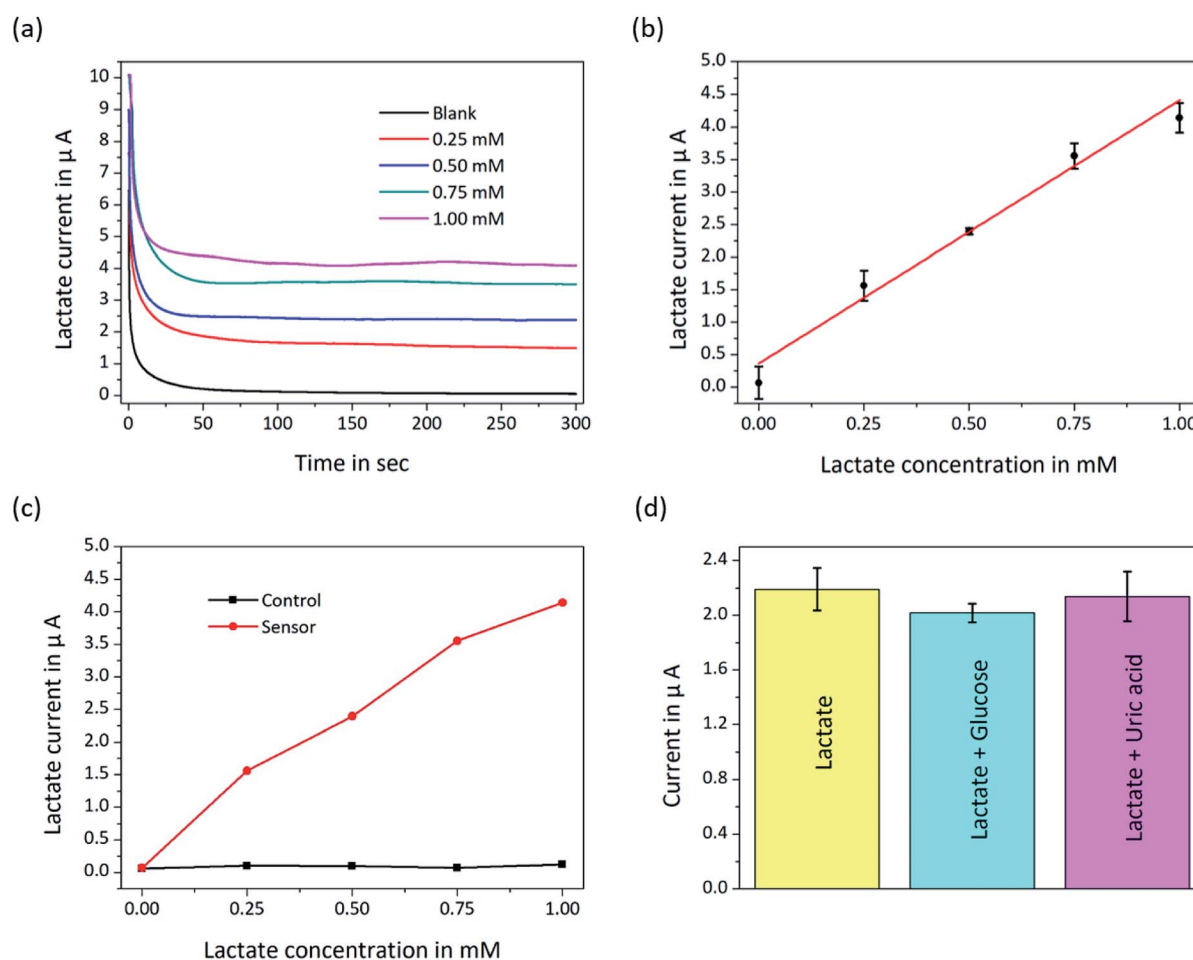 (a)
Lactate current in µ A
10
9
8
7
6
5
4
3
2
1
0
Blank
0.25 mM
0.50 mM
0.75 mM
1.00 mM
0 50 100 150 200 250 300
Time in sec
(b)
Lactate current in µ A
5.0
4.5
4.0
3.5
3.0
2.5
2.0
1.5
1.0
0.5
0.0
0.00 0.25 0.50 0.75 1.00
Lactate concentration in mM
(c)
Lactate current in µ A
5.0
4.5
4.0
3.5
3.0
2.5
2.0
1.5
1.0
0.5
0.0
Control
Sensor
0.00 0.25 0.50 0.75 1.00
Lactate concentration in mM
(d)
Current in µ A
2.4
2.0
1.6
1.2
0.8
0.4
0.0
Lactate
Lactate + Glucose
Lactate + Uric acid